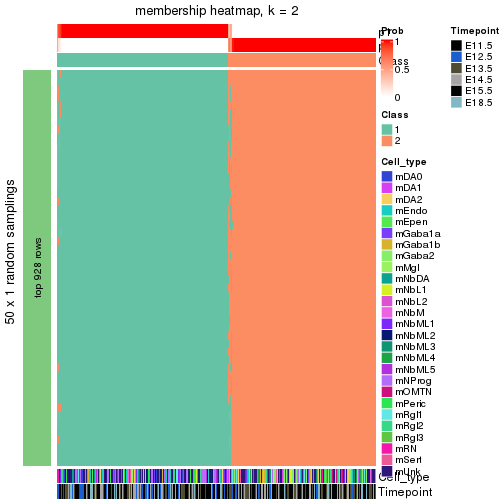 membership heatmap, k = 2
p1
Class
50 x 1 random samplings
top 928 rows
Cell_type
Timepoint
Prob
1
0.5
0
Class
1
2
Cell_type
mDA0
mDA1
mDA2
mEndo
mEpen
mGaba1a
mGaba1b
mGaba2
mMgl
mNbDA
mNbL1
mNbL2
mNbM
mNbML1
mNbML2
mNbML3
mNbML4
mNbML5
mNProg
mOMTN
mPeric
mRgl1
mRgl2
mRgl3
mRN
mSert
mUnk
Timepoint
E11.5
E12.5
E13.5
E14.5
E15.5
E18.5